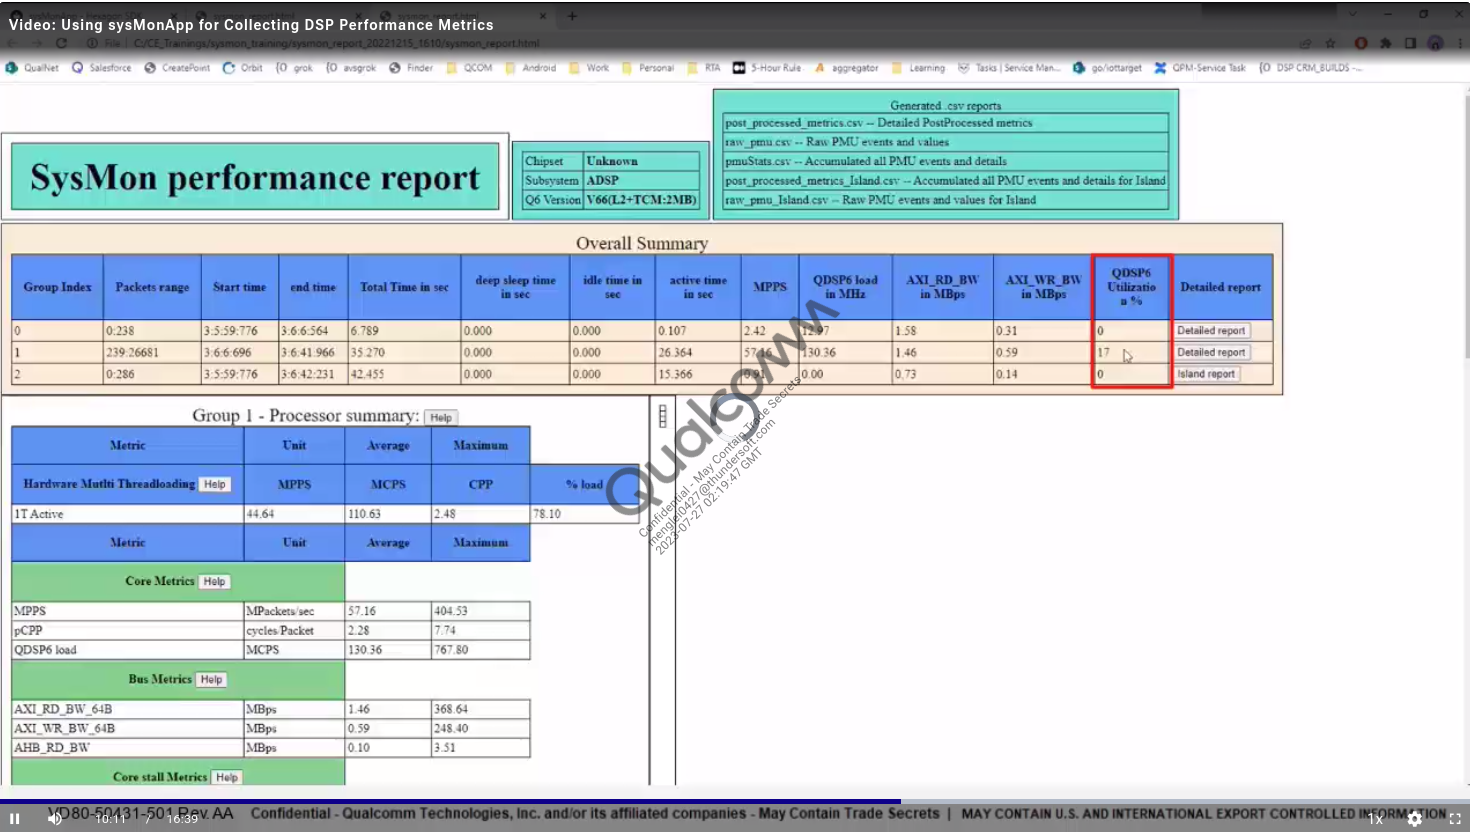 Video: Using sysMonApp for Collecting DSP Performance Metrics
File C:/CE_Trainings/sysmon_training/sysmon_report_20221215_1610/sysmon_report.html
QualNet Salesforce CreatePoint Orbit grok avsgrok Finder QCOM Android Work Personal RTA 5-Hour Rule aggregator Learning Tasks | Service Man... go/iottarget QPM-Service Task DSP CRM_BUILDS -...
Generated .csv reports
post_processed_metrics.csv -- Detailed PostProcessed metrics
raw_pmu.csv -- Raw PMU events and values
pmuStats.csv -- Accumulated all PMU events and details
post_processed_metrics_Island.csv -- Accumulated all PMU events and details for Island
raw_pmu_Island.csv -- Raw PMU events and values for Island
SysMon performance report
Chipset Unknown
Subsystem ADSP
Q6 Version V66(L2+TCM:2MB)
Overall Summary
Group Index Packets range Start time end time Total Time in sec deep sleep time in sec idle time in sec active time in sec MPPS QDSP6 load in MHz AXI_RD_BW in MBps AXI_WR_BW in MBps QDSP6 Utilizatio n % Detailed report
0 0:238 3:5:59:776 3:6:6:564 6.789 0.000 0.000 0.107 2.42 12.97 1.58 0.31 0 Detailed report
1 239:26681 3:6:6:696 3:6:41:966 35.270 0.000 0.000 26.364 57.16 130.36 1.46 0.59 17 Detailed report
2 0:286 3:5:59:776 3:6:42:231 42.455 0.000 0.000 15.366 0.91 0.00 0.73 0.14 0 Island report
Group 1 - Processor summary: Help
Metric Unit Average Maximum
Hardware Mutlti Threadloading Help MPPS MCPS CPP % load
1T Active 44.64 110.63 2.48 78.10
Metric Unit Average Maximum
Core Metrics Help
MPPS MPackets/sec 57.16 404.53
pCPP cycles/Packet 2.28 7.74
QDSP6 load MCPS 130.36 767.80
Bus Metrics Help
AXI_RD_BW_64B MBps 1.46 368.64
AXI_WR_BW_64B MBps 0.59 248.40
AHB_RD_BW MBps 0.10 3.51
Core stall Metrics Help
Qualcomm
Confidential - May Contain Trade Secrets
menglei0427@thundersoft.com
2023-07-27 02:19:47 GMT
VD80-50431-501 Rev. AA Confidential - Qualcomm Technologies, Inc. and/or its affiliated companies - May Contain Trade Secrets | MAY CONTAIN U.S. AND INTERNATIONAL EXPORT CONTROLLED INFORMATION
10:11 / 16:39 1x